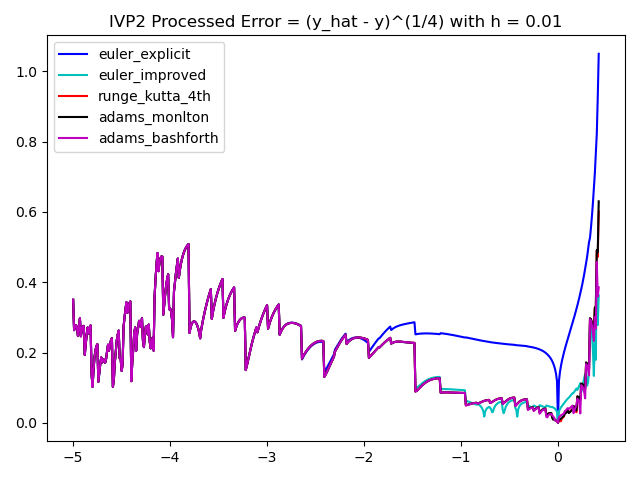 IVP2 Processed Error = (y_hat - y)^(1/4) with h = 0.01
euler_explicit
euler_improved
runge_kutta_4th
adams_monlton
adams_bashforth
1.0
0.8
0.6
0.4
0.2
0.0
−5 −4 −3 −2 −1 0